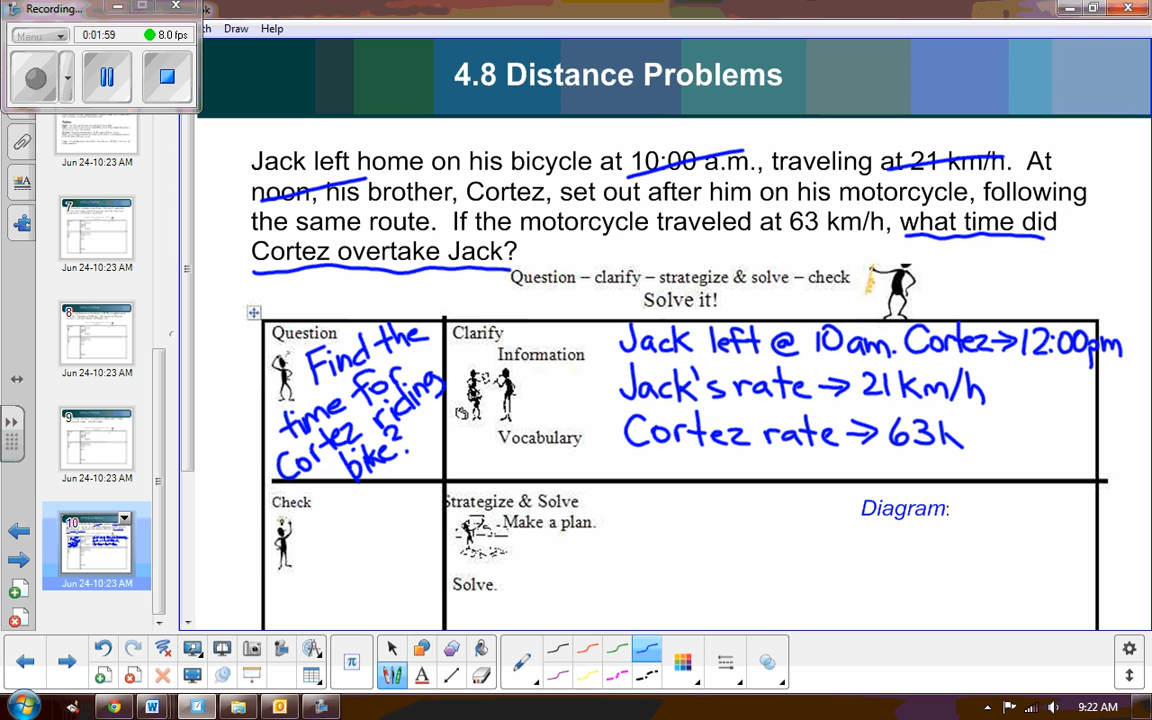 Recording...
Menu
0:01:59
8.0 fps
Draw
Help
4.8 Distance Problems
Jack left home on his bicycle at 10:00 a.m., traveling at 21 km/h. At
noon, his brother, Cortez, set out after him on his motorcycle, following
the same route. If the motorcycle traveled at 63 km/h, what time did
Cortez overtake Jack?
Question – clarify – strategize & solve – check
Solve it!
Question
Find the
time for
Cortez riding
bike?
Clarify
Information
Vocabulary
Jack left @ 10am. Cortez→12:00pm
Jack's rate → 21 km/h
Cortez rate → 63h
Check
Strategize & Solve
Make a plan.
Solve.
Diagram:
Jun 24-10:23 AM
7
Jun 24-10:23 AM
8
Jun 24-10:23 AM
9
Jun 24-10:23 AM
10
Jun 24-10:23 AM
9:22 AM